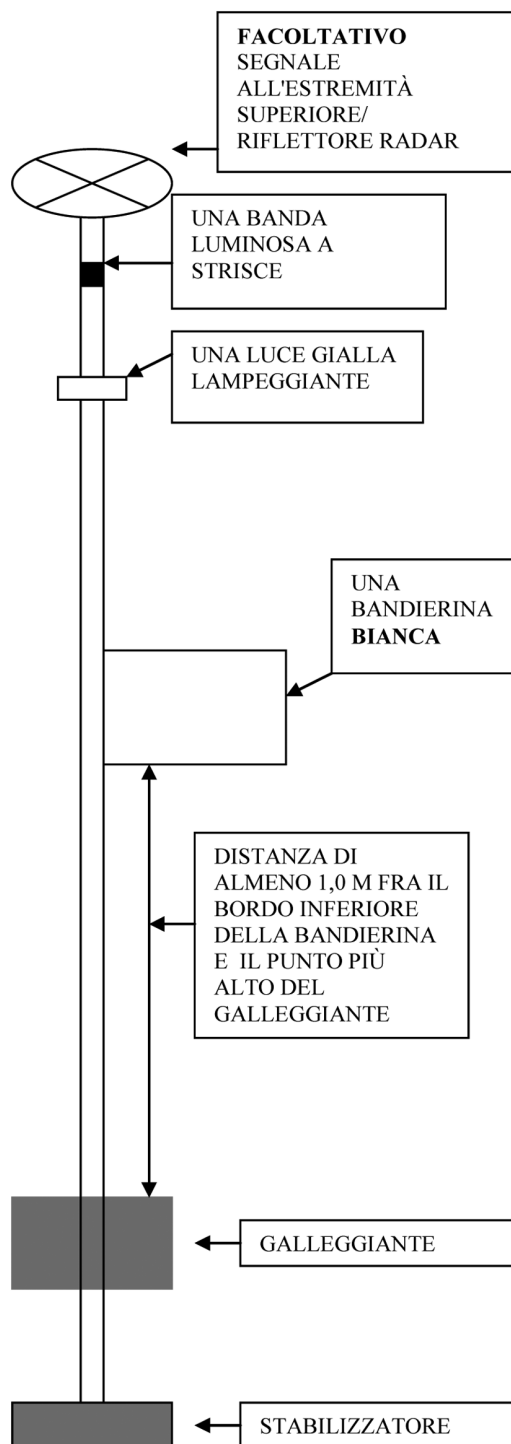 FACOLTATIVO
SEGNALE
ALL'ESTREMITÀ
SUPERIORE/
RIFLETTORE RADAR
UNA BANDA
LUMINOSA A
STRISCE
UNA LUCE GIALLA
LAMPEGGIANTE
UNA
BANDIERINA
BIANCA
DISTANZA DI
ALMENO 1,0 M FRA IL
BORDO INFERIORE
DELLA BANDIERINA
E IL PUNTO PIÙ
ALTO DEL
GALLEGGIANTE
GALLEGGIANTE
STABILIZZATORE